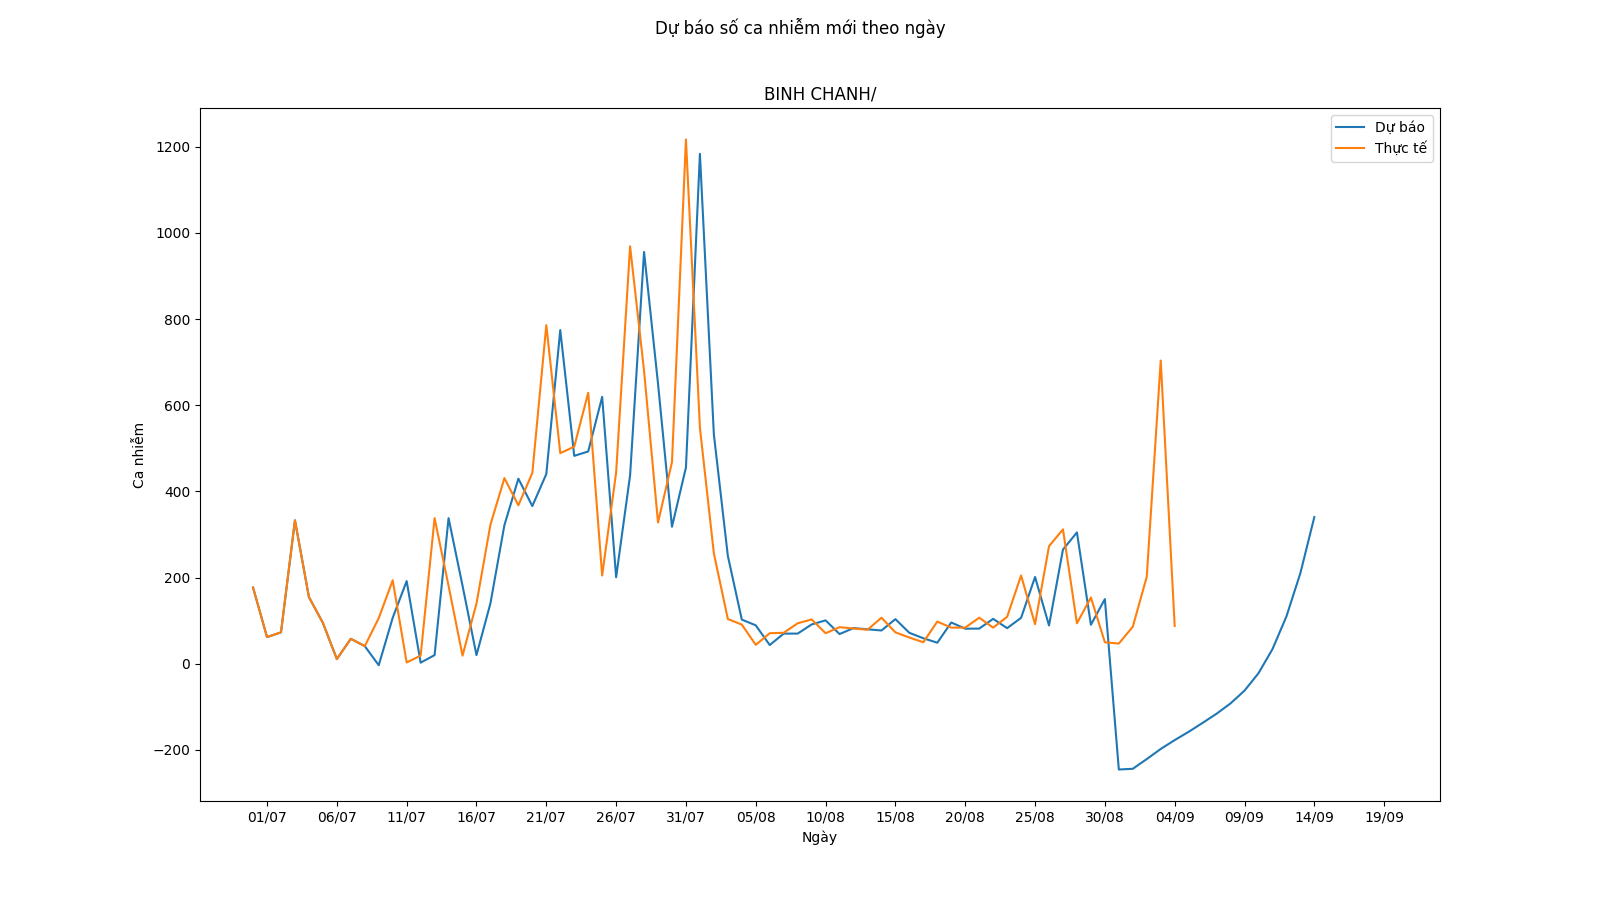 Dự báo số ca nhiễm mới theo ngày
BINH CHANH/
Dự báo
Thực tế
1200
1000
800
600
400
200
0
−200
Ca nhiễm
01/07 06/07 11/07 16/07 21/07 26/07 31/07 05/08 10/08 15/08 20/08 25/08 30/08 04/09 09/09 14/09 19/09
Ngày